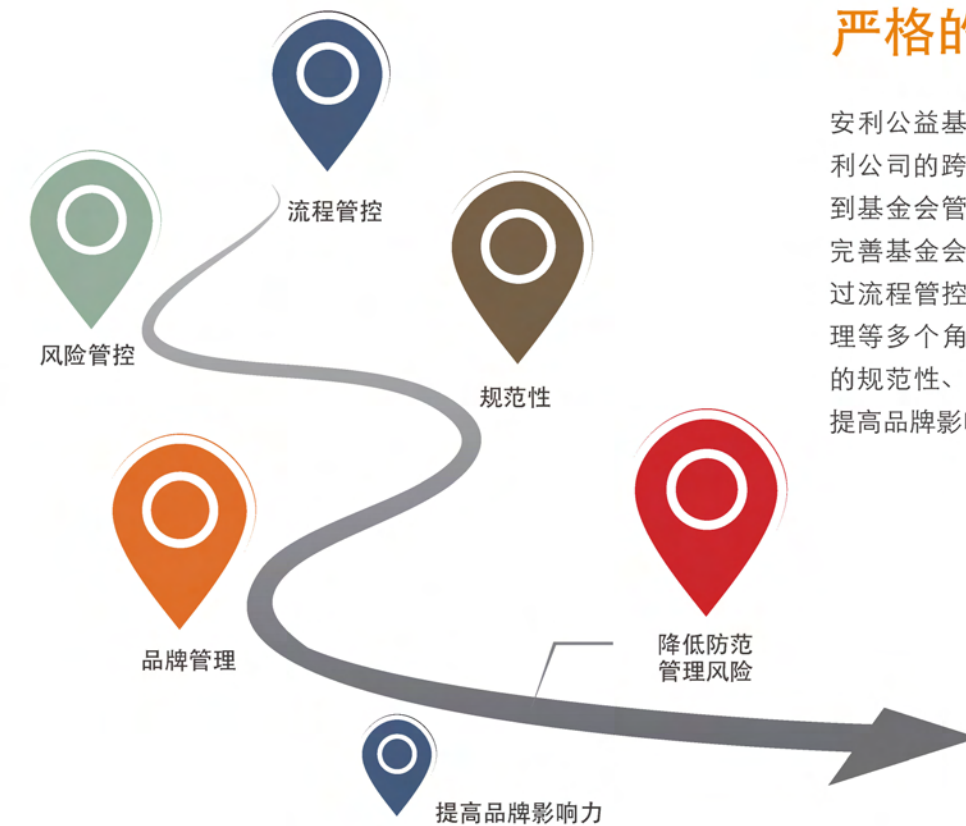 严格的
安利公益基
利公司的跨
到基金会管
完善基金会
过流程管控
理等多个角
的规范性、
提高品牌影
流程管控
风险管控
规范性
品牌管理
降低防范
管理风险
提高品牌影响力